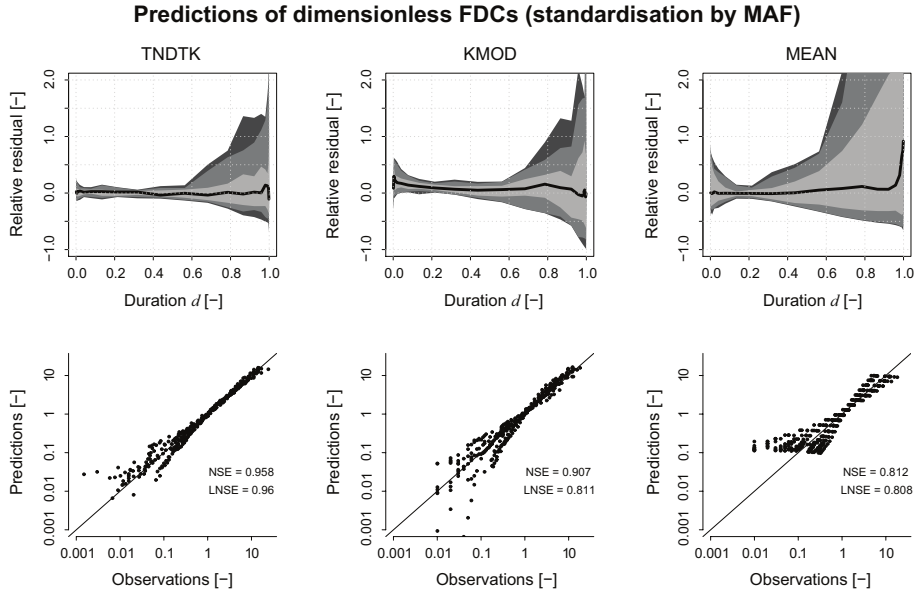 Predictions of dimensionless FDCs (standardisation by MAF)
TNDTK
KMOD
MEAN
Relative residual [−]
2.0
1.0
0.0
−1.0
0.0 0.2 0.4 0.6 0.8 1.0
Duration d [−]
Relative residual [−]
2.0
1.0
0.0
−1.0
0.0 0.2 0.4 0.6 0.8 1.0
Duration d [−]
Relative residual [−]
2.0
1.0
0.0
−1.0
0.0 0.2 0.4 0.6 0.8 1.0
Duration d [−]
Predictions [−]
10
1
0.1
0.01
0.001
NSE = 0.958
LNSE = 0.96
0.001 0.01 0.1 1 10
Observations [−]
Predictions [−]
10
1
0.1
0.01
0.001
NSE = 0.907
LNSE = 0.811
0.001 0.01 0.1 1 10
Observations [−]
Predictions [−]
10
1
0.1
0.01
0.001
NSE = 0.812
LNSE = 0.808
0.001 0.01 0.1 1 10
Observations [−]